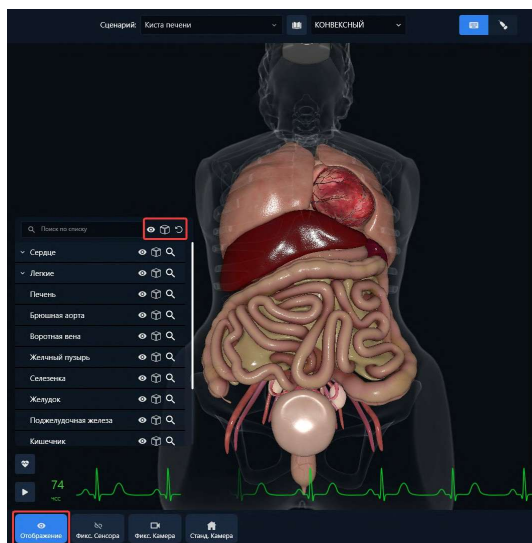 Сценарий: Киста печени КОНВЕКСНЫЙ
Поиск по списку
Сердце
Легкие
Печень
Брюшная аорта
Воротная вена
Желчный пузырь
Селезенка
Желудок
Поджелудочная железа
Кишечник
74
ЧСС
Отображение Фикс. Сенсора Фикс. Камера Станд. Камера